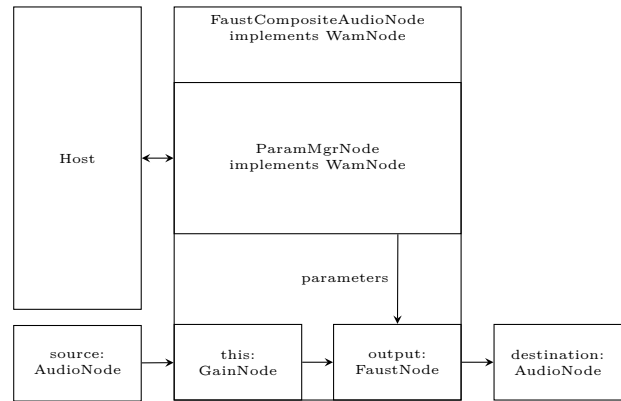 FaustCompositeAudioNode
implements WamNode
Host
ParamMgrNode
implements WamNode
parameters
source:
AudioNode
this:
GainNode
output:
FaustNode
destination:
AudioNode